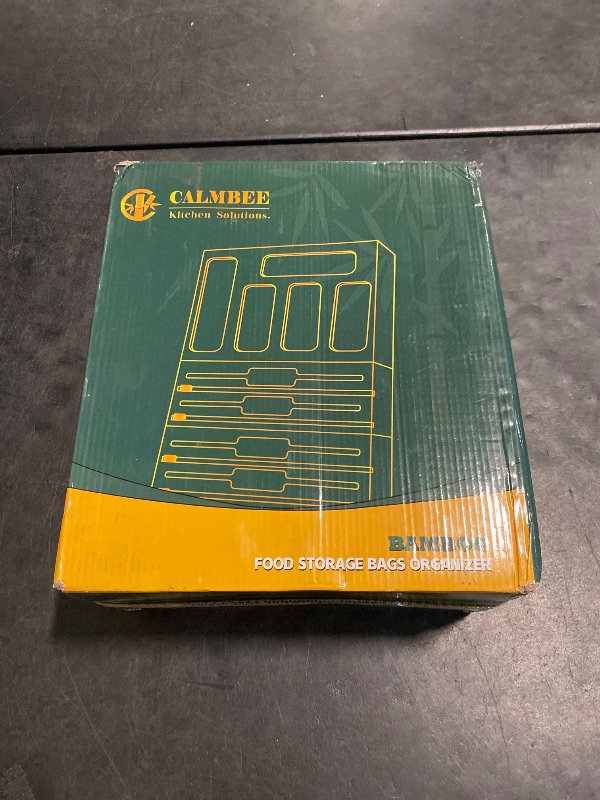 CALMBEE
Kitchen Solutions.
BAMBOO
FOOD STORAGE BAGS ORGANIZER